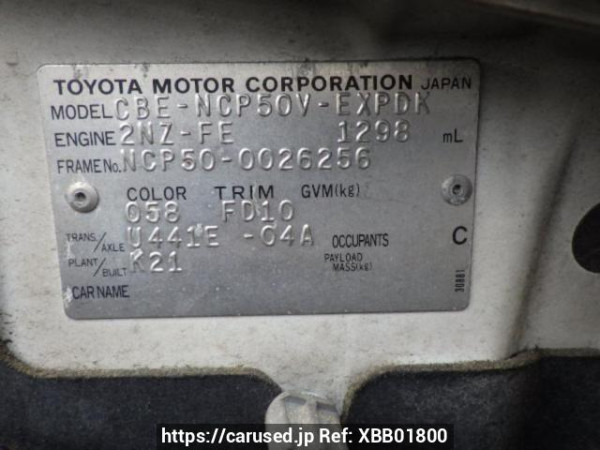 TOYOTA MOTOR CORPORATION JAPAN
MODEL CBE-NCP50V-EXPDK
ENGINE 2NZ-FE 1298 mL
FRAME No. NCP50-0026256
COLOR TRIM GVM(kg)
058 FD10
TRANS./AXLE U441E -04A OCCUPANTS C
PLANT/BUILT K21 PAYLOAD MASS(kg)
CAR NAME
30881
https://carused.jp Ref: XBB01800